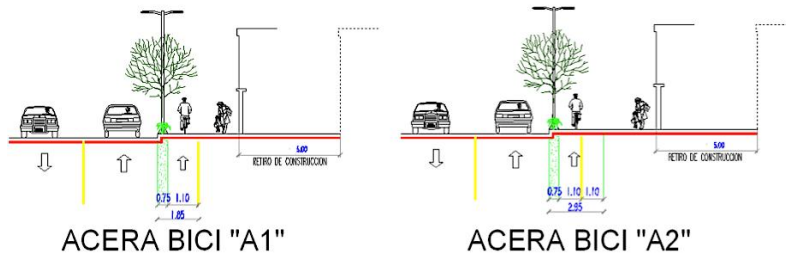 5.00
RETIRO DE CONSTRUCCION
0.75 1.10
1.85
ACERA BICI "A1"
5.00
RETIRO DE CONSTRUCCION
0.75 1.10 1.10
2.95
ACERA BICI "A2"